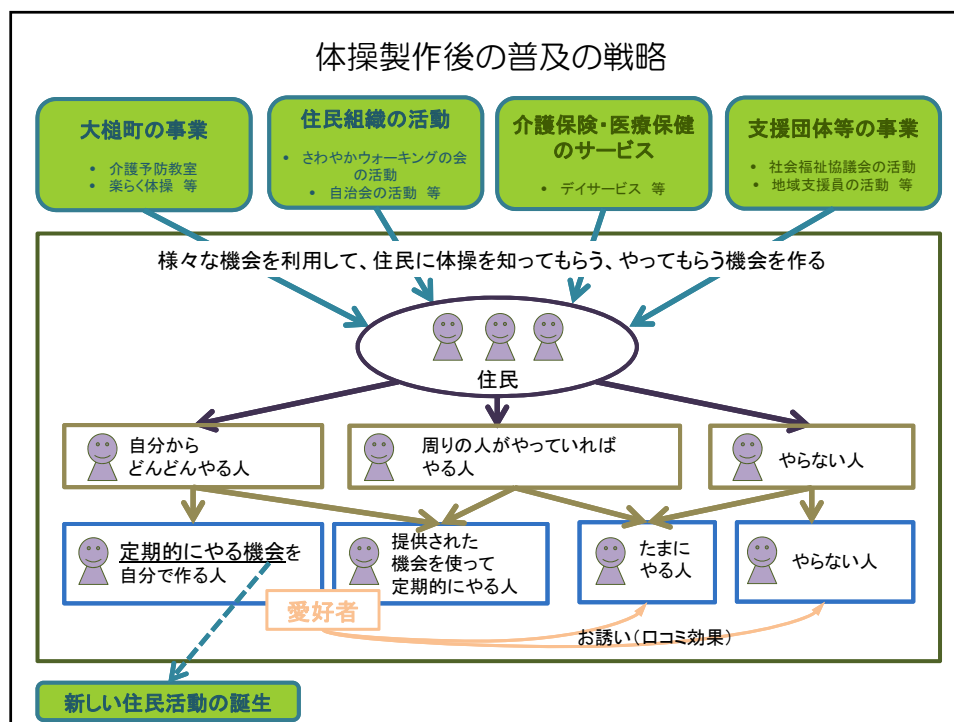 体操製作後の普及の戦略
大槌町の事業
• 介護予防教室
• 楽らく体操 等
住民組織の活動
• さわやかウォーキングの会
の活動
• 自治会の活動 等
介護保険・医療保健
のサービス
• デイサービス 等
支援団体等の事業
• 社会福祉協議会の活動
• 地域支援員の活動 等
様々な機会を利用して、住民に体操を知ってもらう、やってもらう機会を作る
住民
自分から
どんどんやる人
周りの人がやっていれば
やる人
やらない人
定期的にやる機会を
自分で作る人
提供された
機会を使って
定期的にやる人
たまに
やる人
やらない人
愛好者
お誘い(口コミ効果)
新しい住民活動の誕生